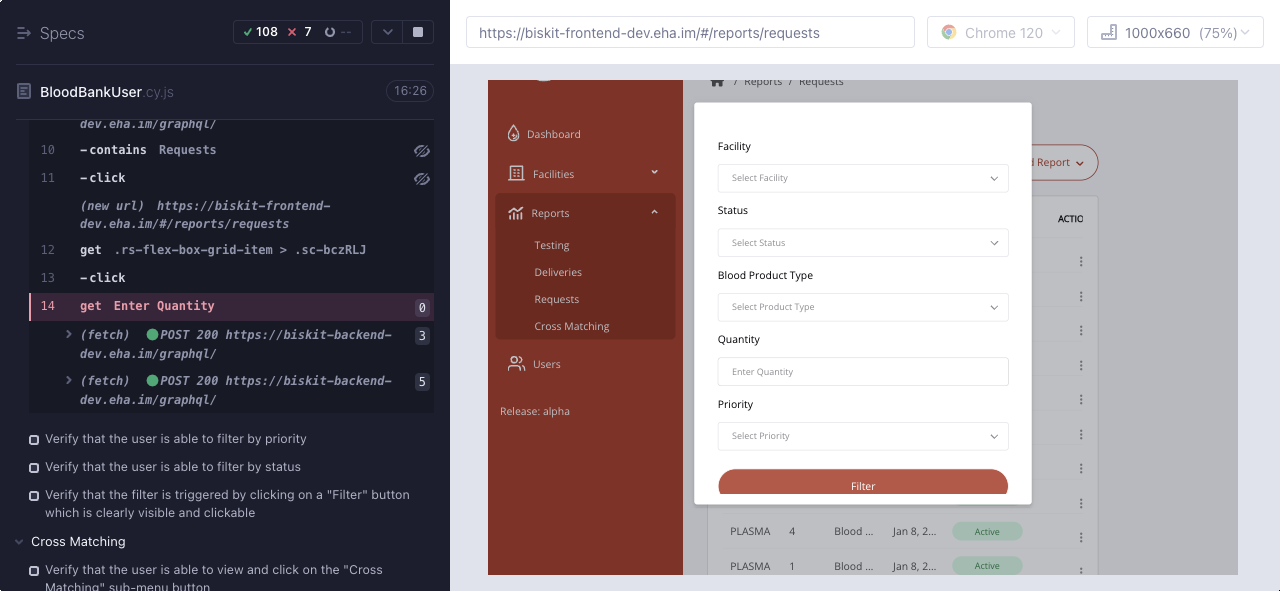 Specs
108
7
--
BloodBankUser.cy.js
16:26
dev.eha.im/graphql/
10 -contains Requests
11 -click
(new url) https://biskit-frontend-
dev.eha.im/#/reports/requests
12 get .rs-flex-box-grid-item > .sc-bczRLJ
13 -click
14 get Enter Quantity 0
(fetch) POST 200 https://biskit-backend- 3
dev.eha.im/graphql/
(fetch) POST 200 https://biskit-backend- 5
dev.eha.im/graphql/
Verify that the user is able to filter by priority
Verify that the user is able to filter by status
Verify that the filter is triggered by clicking on a "Filter" button
which is clearly visible and clickable
Cross Matching
Verify that the user is able to view and click on the "Cross
Matching" sub-menu button
https://biskit-frontend-dev.eha.im/#/reports/requests
Chrome 120
1000x660 (75%)
/ Reports / Requests
Dashboard
Facilities
Reports
Testing
Deliveries
Requests
Cross Matching
Users
Release: alpha
Facility
Select Facility
Status
Select Status
Blood Product Type
Select Product Type
Quantity
Enter Quantity
Priority
Select Priority
Filter
d Report
ACTIO
PLASMA 4 Blood ... Jan 8, 2... Active
PLASMA 1 Blood ... Jan 8, 2... Active